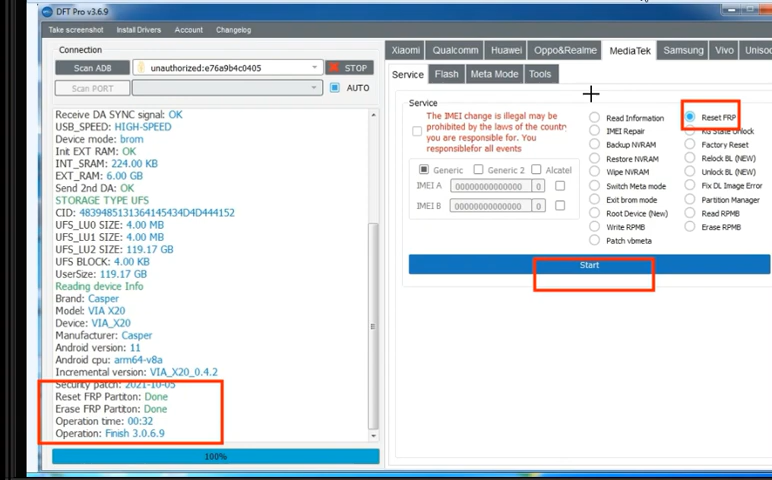 DFT Pro v3.6.9
Take screenshot Install Drivers Account Changelog
Connection
Scan ADB unauthorized:e76a9b4c0405 STOP
Scan PORT AUTO
Receive DA SYNC signal: OK
USB_SPEED: HIGH-SPEED
Device mode: brom
Init EXT RAM: OK
INT_SRAM: 224.00 KB
EXT_RAM: 6.00 GB
Send 2nd DA: OK
STORAGE TYPE UFS
CID: 4839485131364145434D4D444152
UFS_LU0 SIZE: 4.00 MB
UFS_LU1 SIZE: 4.00 MB
UFS_LU2 SIZE: 119.17 GB
UFS BLOCK: 4.00 KB
UserSize: 119.17 GB
Reading device Info
Brand: Casper
Model: VIA X20
Device: VIA_X20
Manufacturer: Casper
Android version: 11
Android cpu: arm64-v8a
Incremental version: VIA_X20_0.4.2
Security patch: 2021-10-05
Reset FRP Partiton: Done
Erase FRP Partiton: Done
Operation time: 00:32
Operation: Finish 3.0.6.9
100%
Xiaomi Qualcomm Huawei Oppo&Realme MediaTek Samsung Vivo Unisoc
Service Flash Meta Mode Tools
Service
The IMEI change is illegal may be
prohibited by the laws of the country
you are responsible for. You
responsiblefor all events
Generic Generic 2 Alcatel
IMEI A 00000000000000 0
IMEI B 00000000000000 0
Read Information Reset FRP
IMEI Repair KG State Unlock
Backup NVRAM Factory Reset
Restore NVRAM Relock BL (NEW)
Wipe NVRAM Unlock BL (NEW)
Switch Meta mode Fix DL Image Error
Exit brom mode Partition Manager
Root Device (New) Read RPMB
Write RPMB Erase RPMB
Patch vbmeta
Start